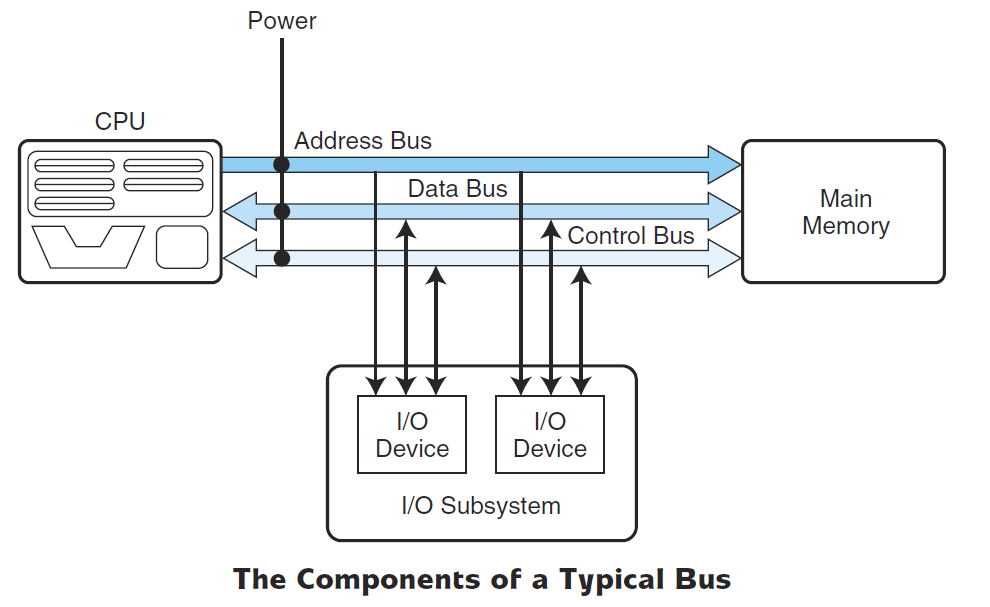 Power
CPU
Address Bus
Data Bus
Control Bus
Main
Memory
I/O
Device
I/O
Device
I/O Subsystem
The Components of a Typical Bus